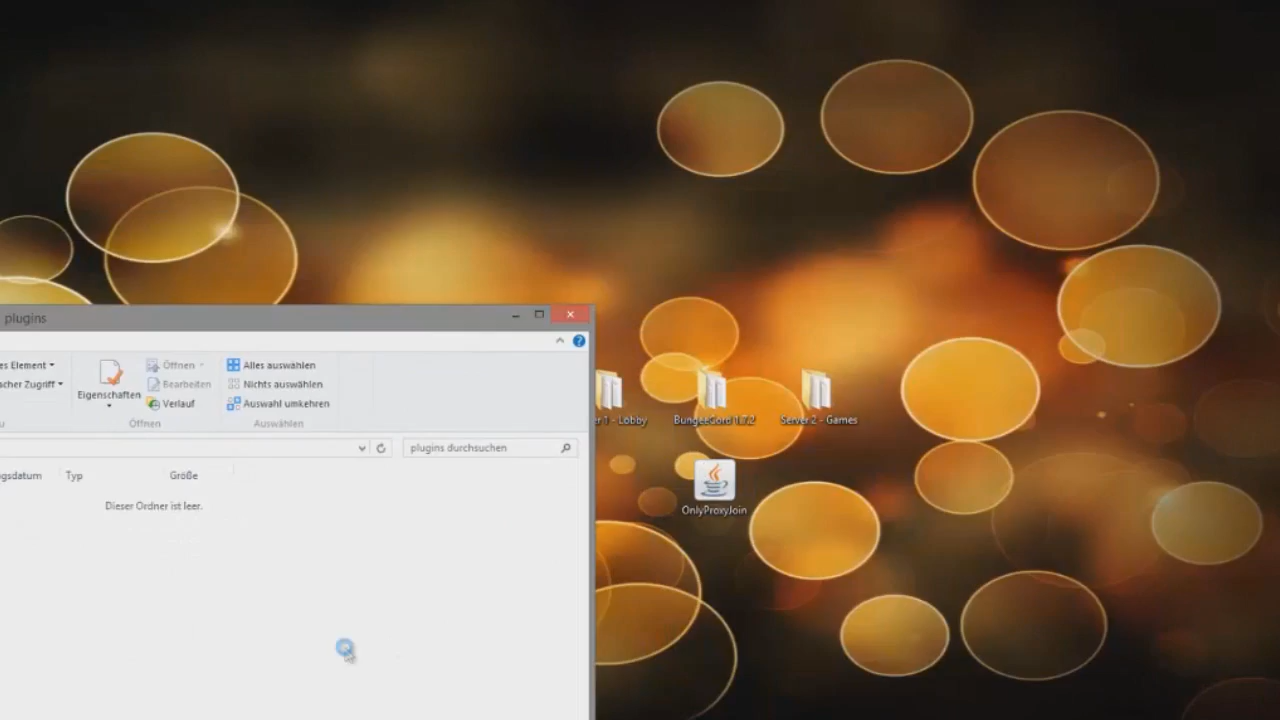 plugins
es Element
Öffnen
Alles auswählen
acher Zugriff
Eigenschaften
Bearbeiten
Nichts auswählen
Verlauf
Auswahl umkehren
Öffnen
Auswählen
plugins durchsuchen
gsdatum
Typ
Größe
Dieser Ordner ist leer.
er 1 - Lobby
BungeeCord 1.7.2
Server 2 - Games
OnlyProxyJoin